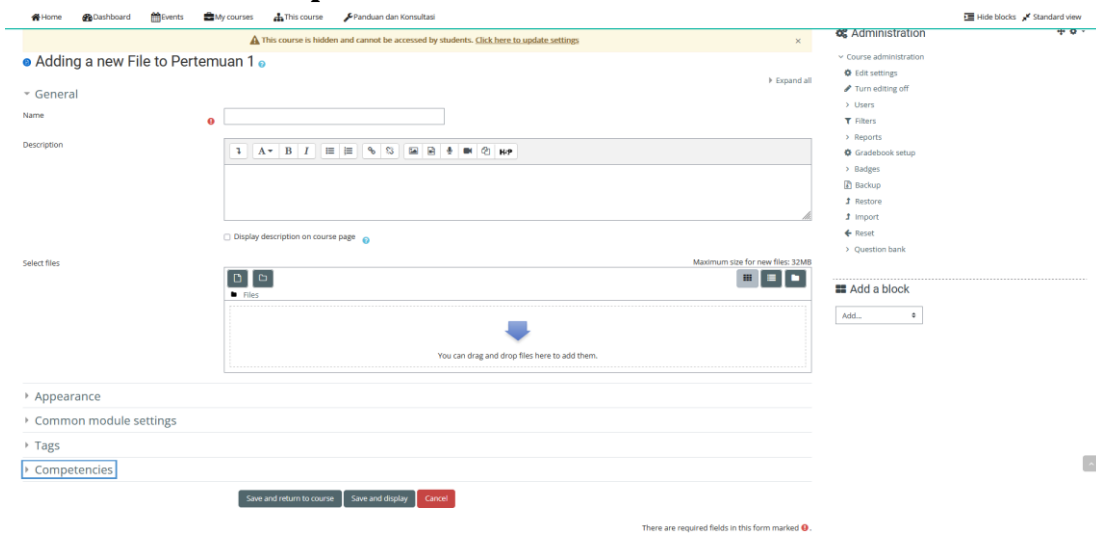 Home Dashboard Events My courses This course Panduan dan Konsultasi Hide blocks Standard view
This course is hidden and cannot be accessed by students. Click here to update settings ×
Adding a new File to Pertemuan 1
Expand all
General
Name
Description
A B I H-P
Display description on course page
Select files
Maximum size for new files: 32MB
Files
You can drag and drop files here to add them.
Appearance
Common module settings
Tags
Competencies
Save and return to course Save and display Cancel
There are required fields in this form marked .
Administration
Course administration
Edit settings
Turn editing off
Users
Filters
Reports
Gradebook setup
Badges
Backup
Restore
Import
Reset
Question bank
Add a block
Add...